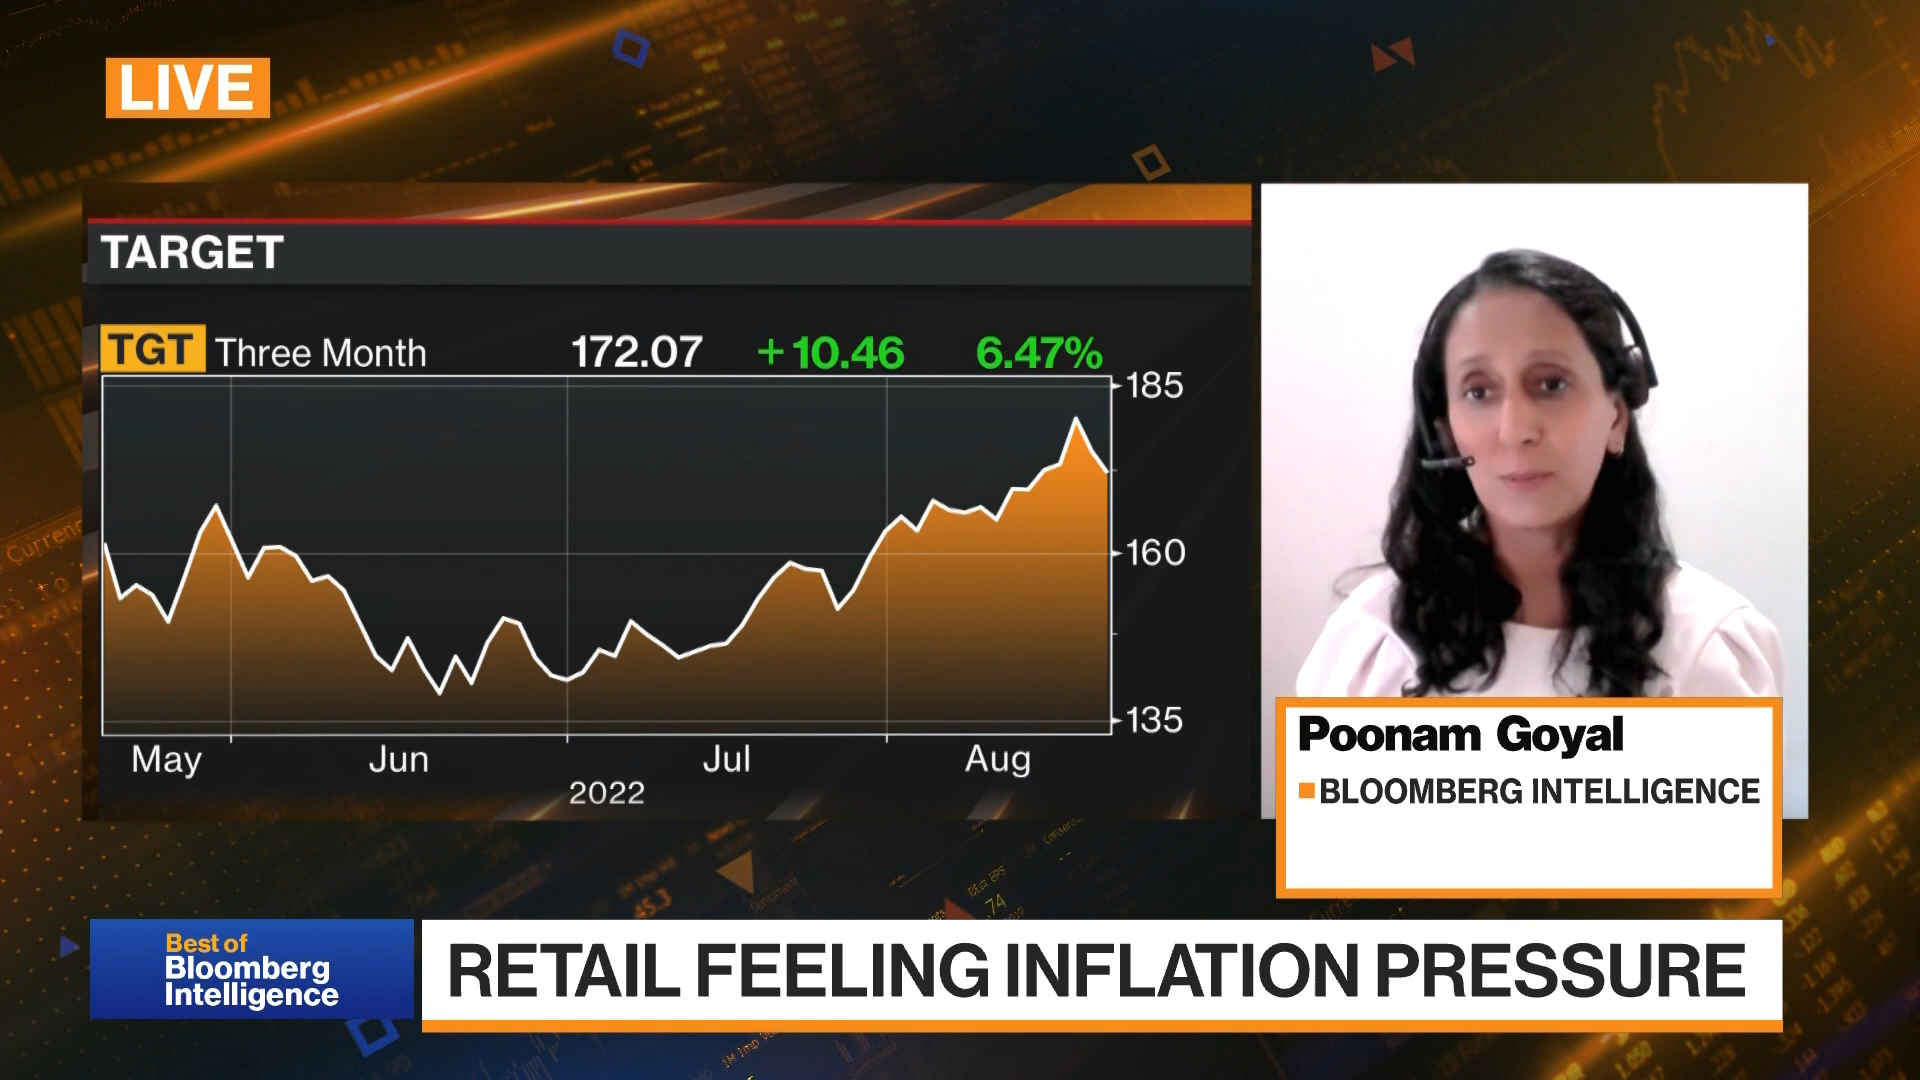 LIVE
TARGET
TGT Three Month 172.07 +10.46 6.47%
185
160
135
May Jun Jul Aug
2022
Poonam Goyal
BLOOMBERG INTELLIGENCE
Best of
Bloomberg
Intelligence
RETAIL FEELING INFLATION PRESSURE